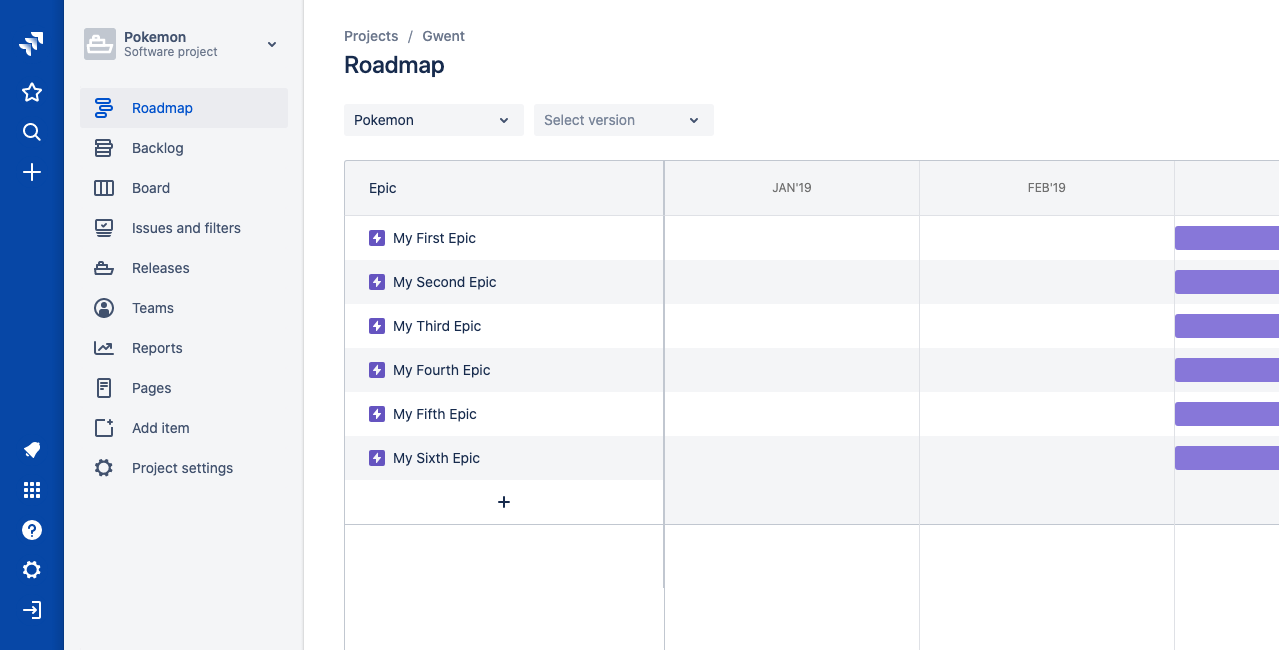 Pokemon
Software project
Roadmap
Backlog
Board
Issues and filters
Releases
Teams
Reports
Pages
Add item
Project settings
Projects / Gwent
Roadmap
Pokemon
Select version
Epic JAN'19 FEB'19
My First Epic
My Second Epic
My Third Epic
My Fourth Epic
My Fifth Epic
My Sixth Epic